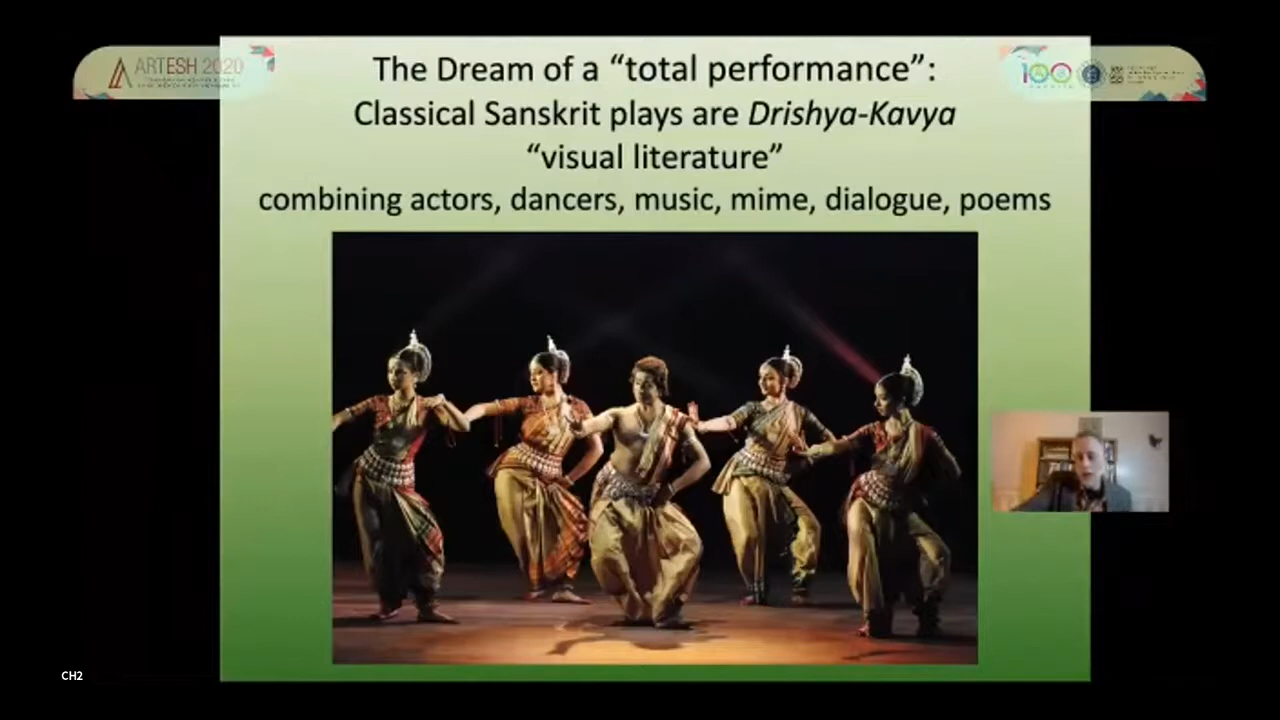 ARTESH 2020
100
The Dream of a “total performance”:
Classical Sanskrit plays are Drishya-Kavya
“visual literature”
combining actors, dancers, music, mime, dialogue, poems
CH2